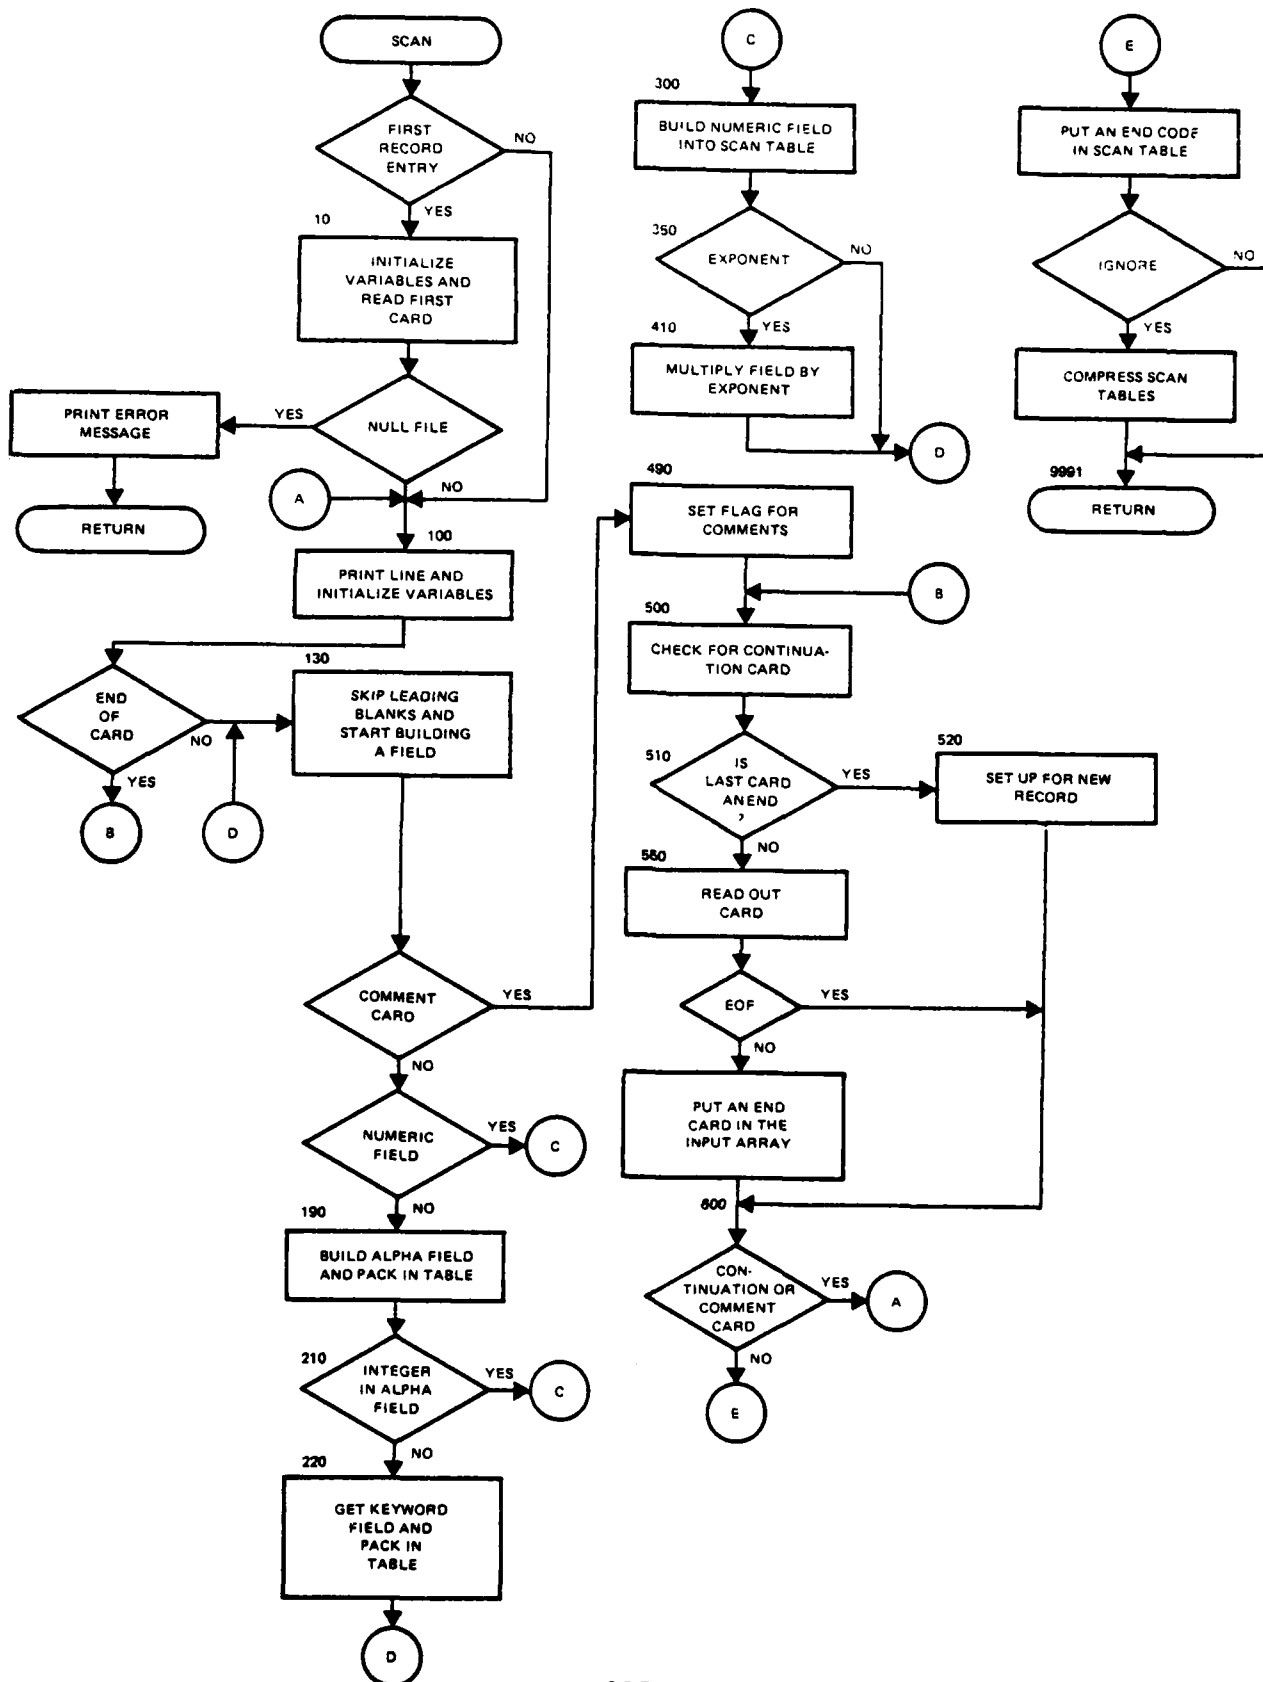 SCAN
FIRST
RECORD
ENTRY
NO
YES
10
INITIALIZE
VARIABLES AND
READ FIRST
CARD
NULL FILE
YES
PRINT ERROR
MESSAGE
RETURN
NO
A
100
PRINT LINE AND
INITIALIZE VARIABLES
END
OF
CARD
NO
YES
B
D
130
SKIP LEADING
BLANKS AND
START BUILDING
A FIELD
COMMENT
CARD
YES
NO
NUMERIC
FIELD
YES
C
NO
190
BUILD ALPHA FIELD
AND PACK IN TABLE
210
INTEGER
IN ALPHA
FIELD
YES
C
NO
220
GET KEYWORD
FIELD AND
PACK IN
TABLE
D
C
300
BUILD NUMERIC FIELD
INTO SCAN TABLE
350
EXPONENT
NO
YES
410
MULTIPLY FIELD BY
EXPONENT
D
490
SET FLAG FOR
COMMENTS
B
500
CHECK FOR CONTINUA-
TION CARD
510
IS
LAST CARD
AN END
?
YES
520
SET UP FOR NEW
RECORD
NO
550
READ OUT
CARD
EOF
YES
NO
PUT AN END
CARD IN THE
INPUT ARRAY
600
CON-
TINUATION OR
COMMENT
CARD
YES
A
NO
E
E
PUT AN END CODE
IN SCAN TABLE
IGNORE
NO
YES
COMPRESS SCAN
TABLES
9991
RETURN